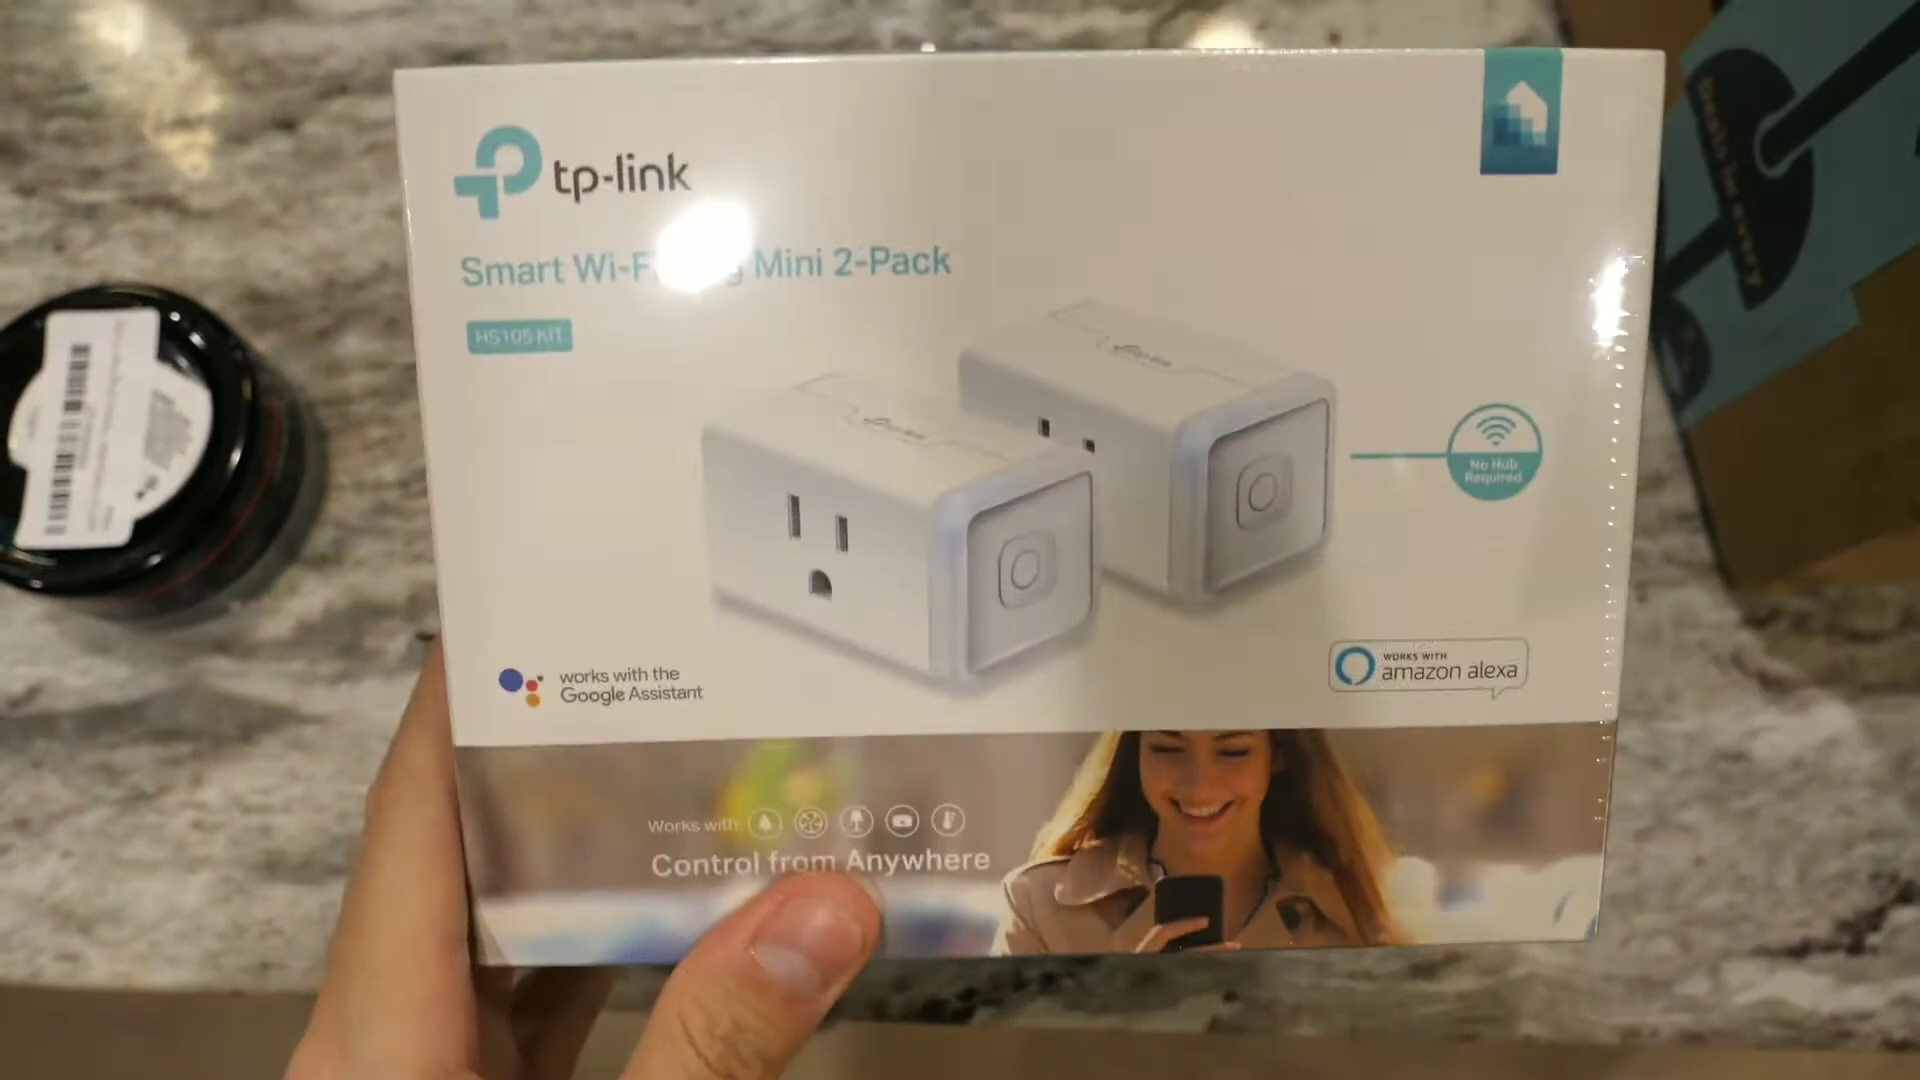 tp-link
Smart Wi-F Mini 2-Pack
HS105 KIT
No Hub
Required
works with the
Google Assistant
WORKS WITH
amazon alexa
Works with:
Control from Anywhere